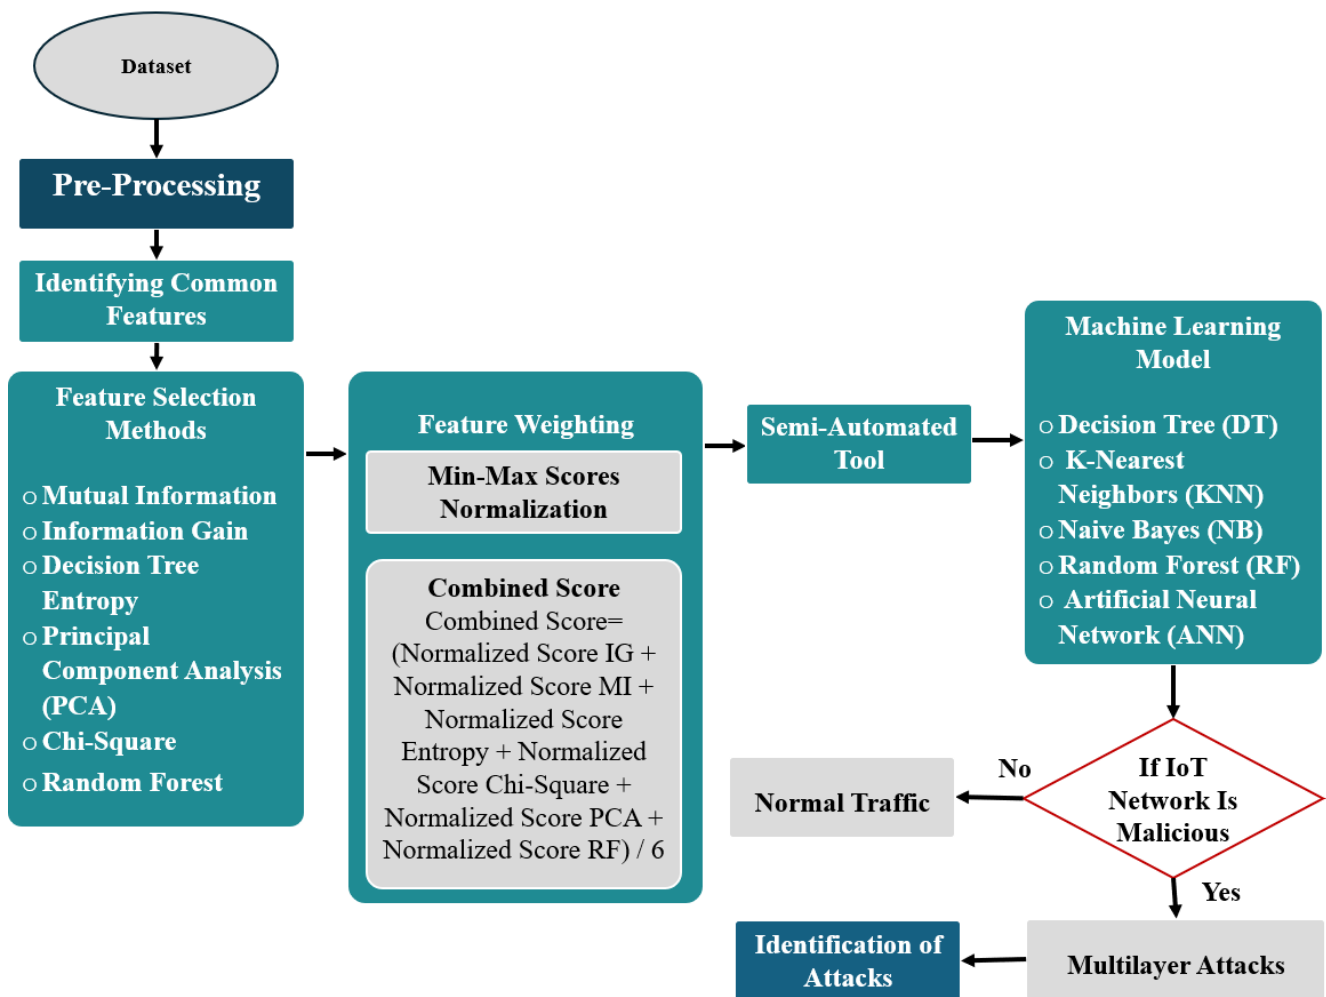 Dataset
Pre-Processing
Identifying Common
Features
Feature Selection
Methods
Mutual Information
Information Gain
Decision Tree
Entropy
Principal
Component Analysis
(PCA)
Chi-Square
Random Forest
Feature Weighting
Min-Max Scores
Normalization
Combined Score
Combined Score=
(Normalized Score IG +
Normalized Score MI +
Normalized Score
Entropy + Normalized
Score Chi-Square +
Normalized Score PCA +
Normalized Score RF) / 6
Semi-Automated
Tool
Machine Learning
Model
Decision Tree (DT)
K-Nearest
Neighbors (KNN)
Naive Bayes (NB)
Random Forest (RF)
Artificial Neural
Network (ANN)
If IoT
Network Is
Malicious
No
Normal Traffic
Yes
Multilayer Attacks
Identification of
Attacks